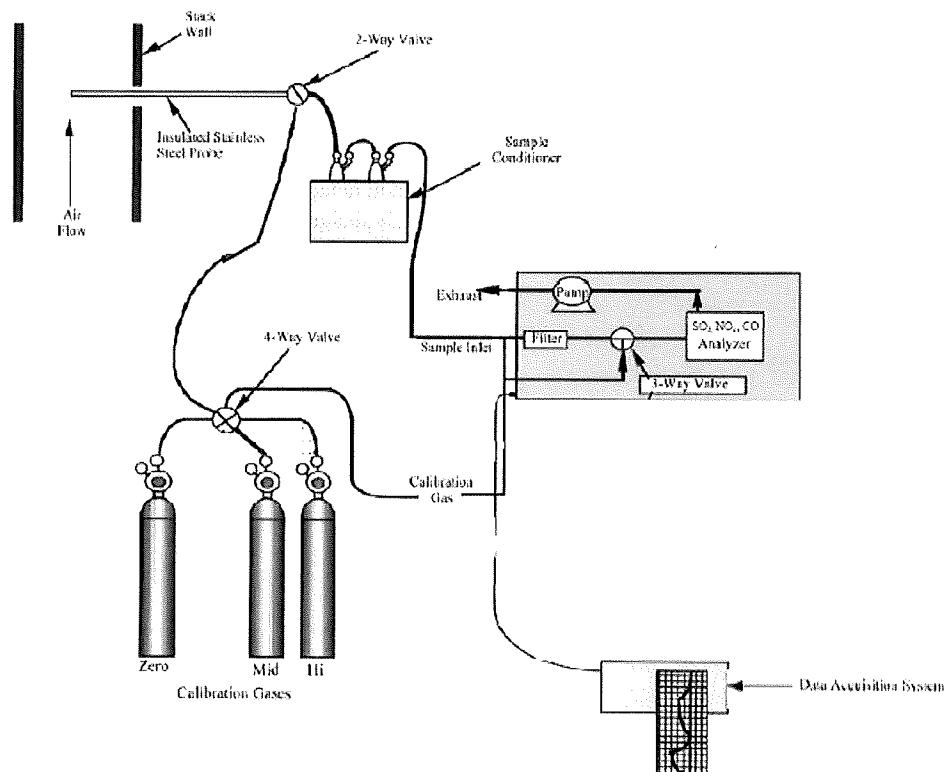 Stack
Wall
2-Way Valve
Insulated Stainless
Steel Probe
Sample
Conditioner
Air
Flow
Exhaust
Pump
SO₂, NOₓ, CO
Analyzer
4-Way Valve
Sample Inlet
Filter
3-Way Valve
Calibration
Gas
Zero
Mid
Hi
Calibration Gases
Data Acquisition System